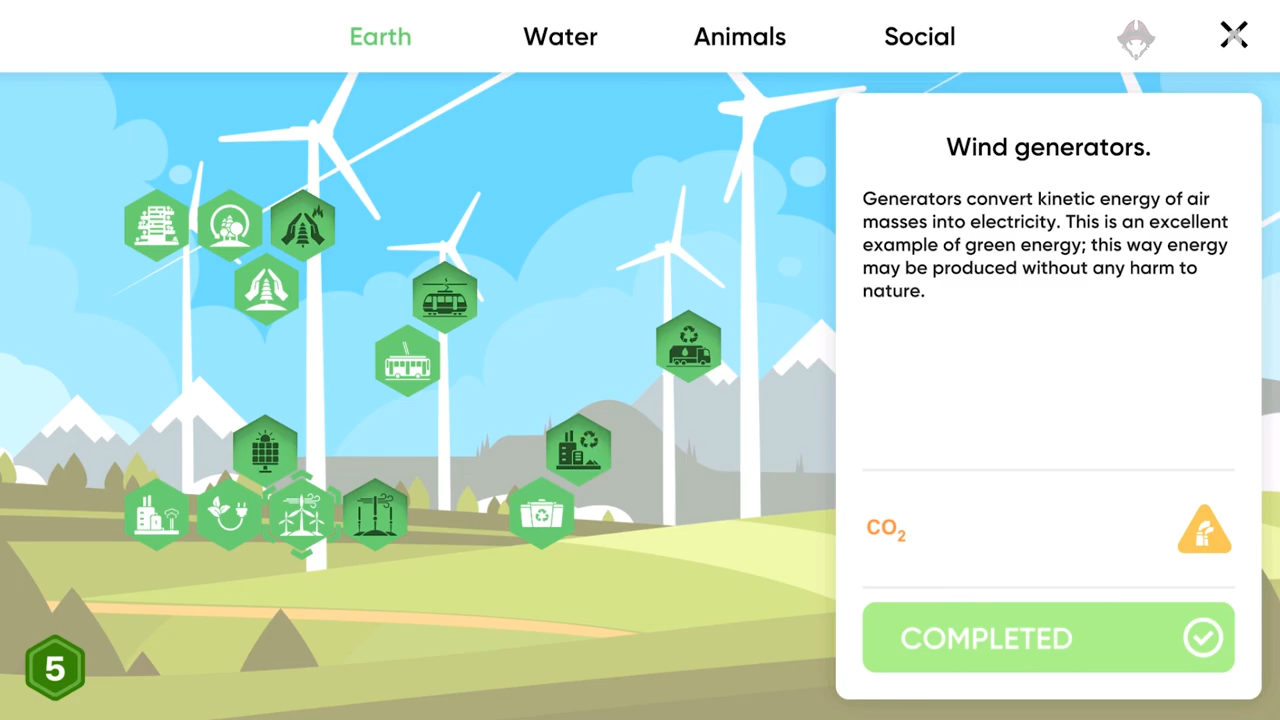 Earth Water Animals Social
Wind generators.
Generators convert kinetic energy of air
masses into electricity. This is an excellent
example of green energy; this way energy
may be produced without any harm to
nature.
CO₂
COMPLETED
5